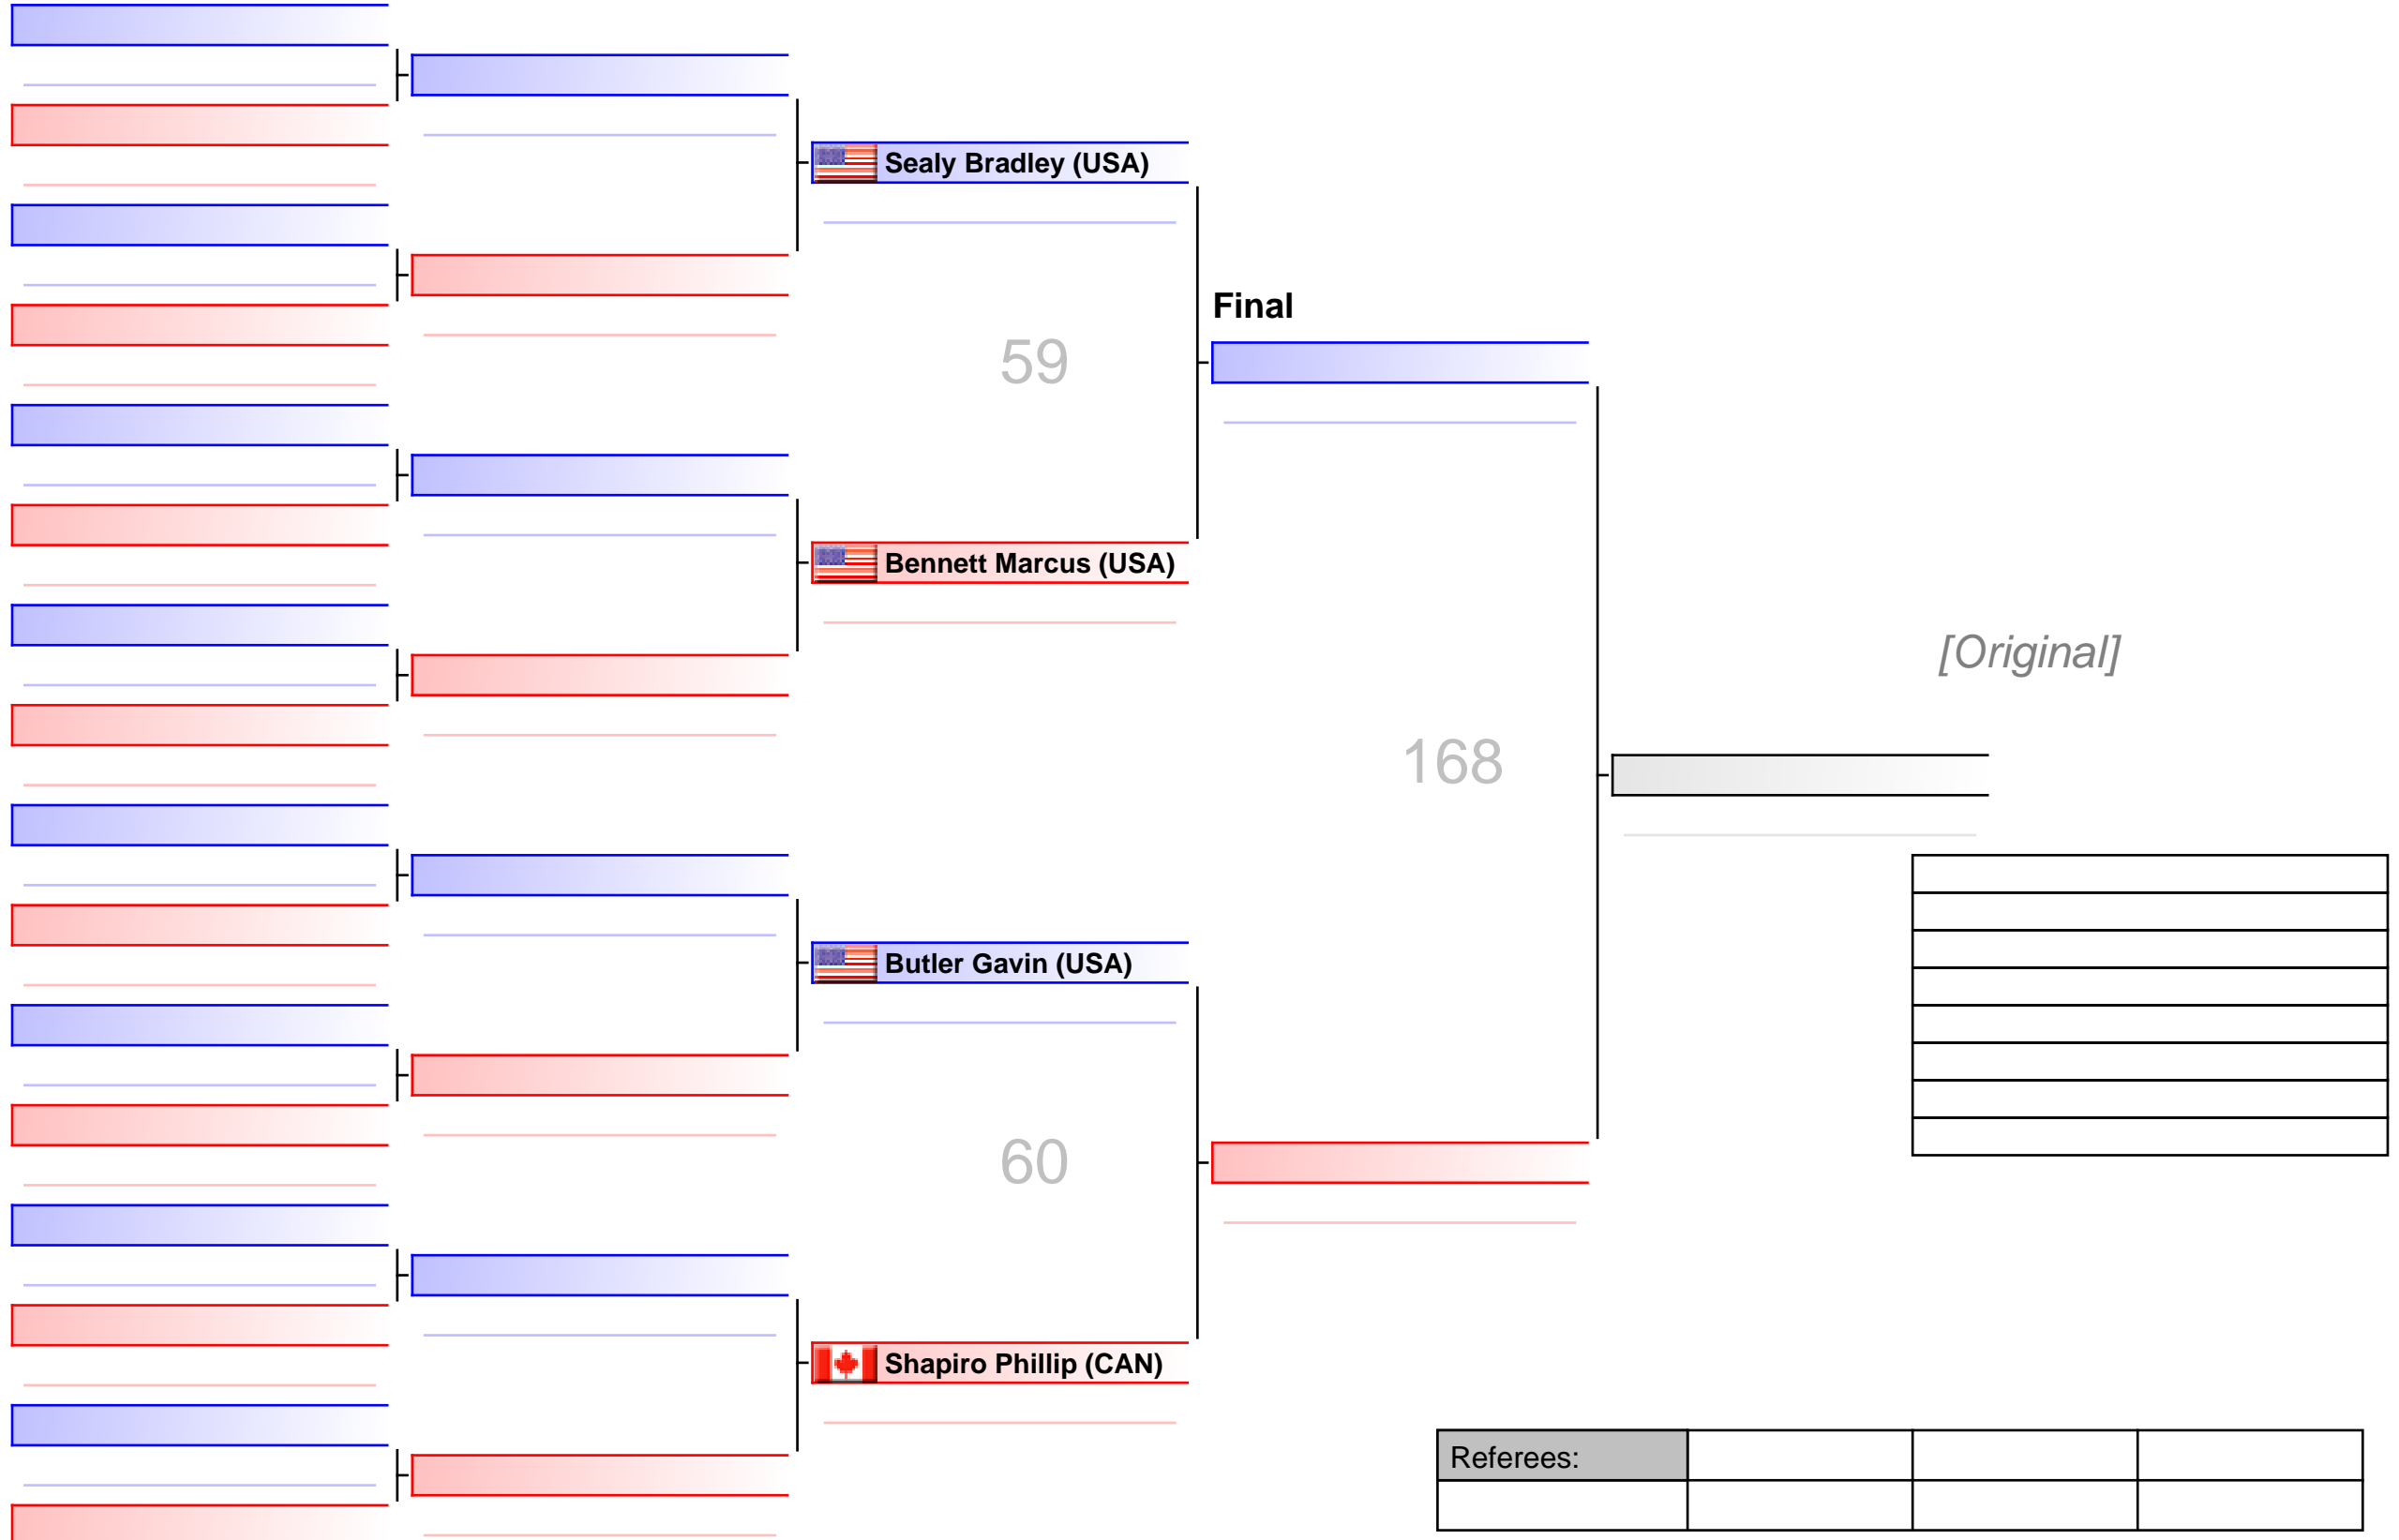 Sealy Bradley (USA)
Final
59
Bennett Marcus (USA)
[Original]
168
Butler Gavin (USA)
60
Shapiro Phillip (CAN)
Referees: